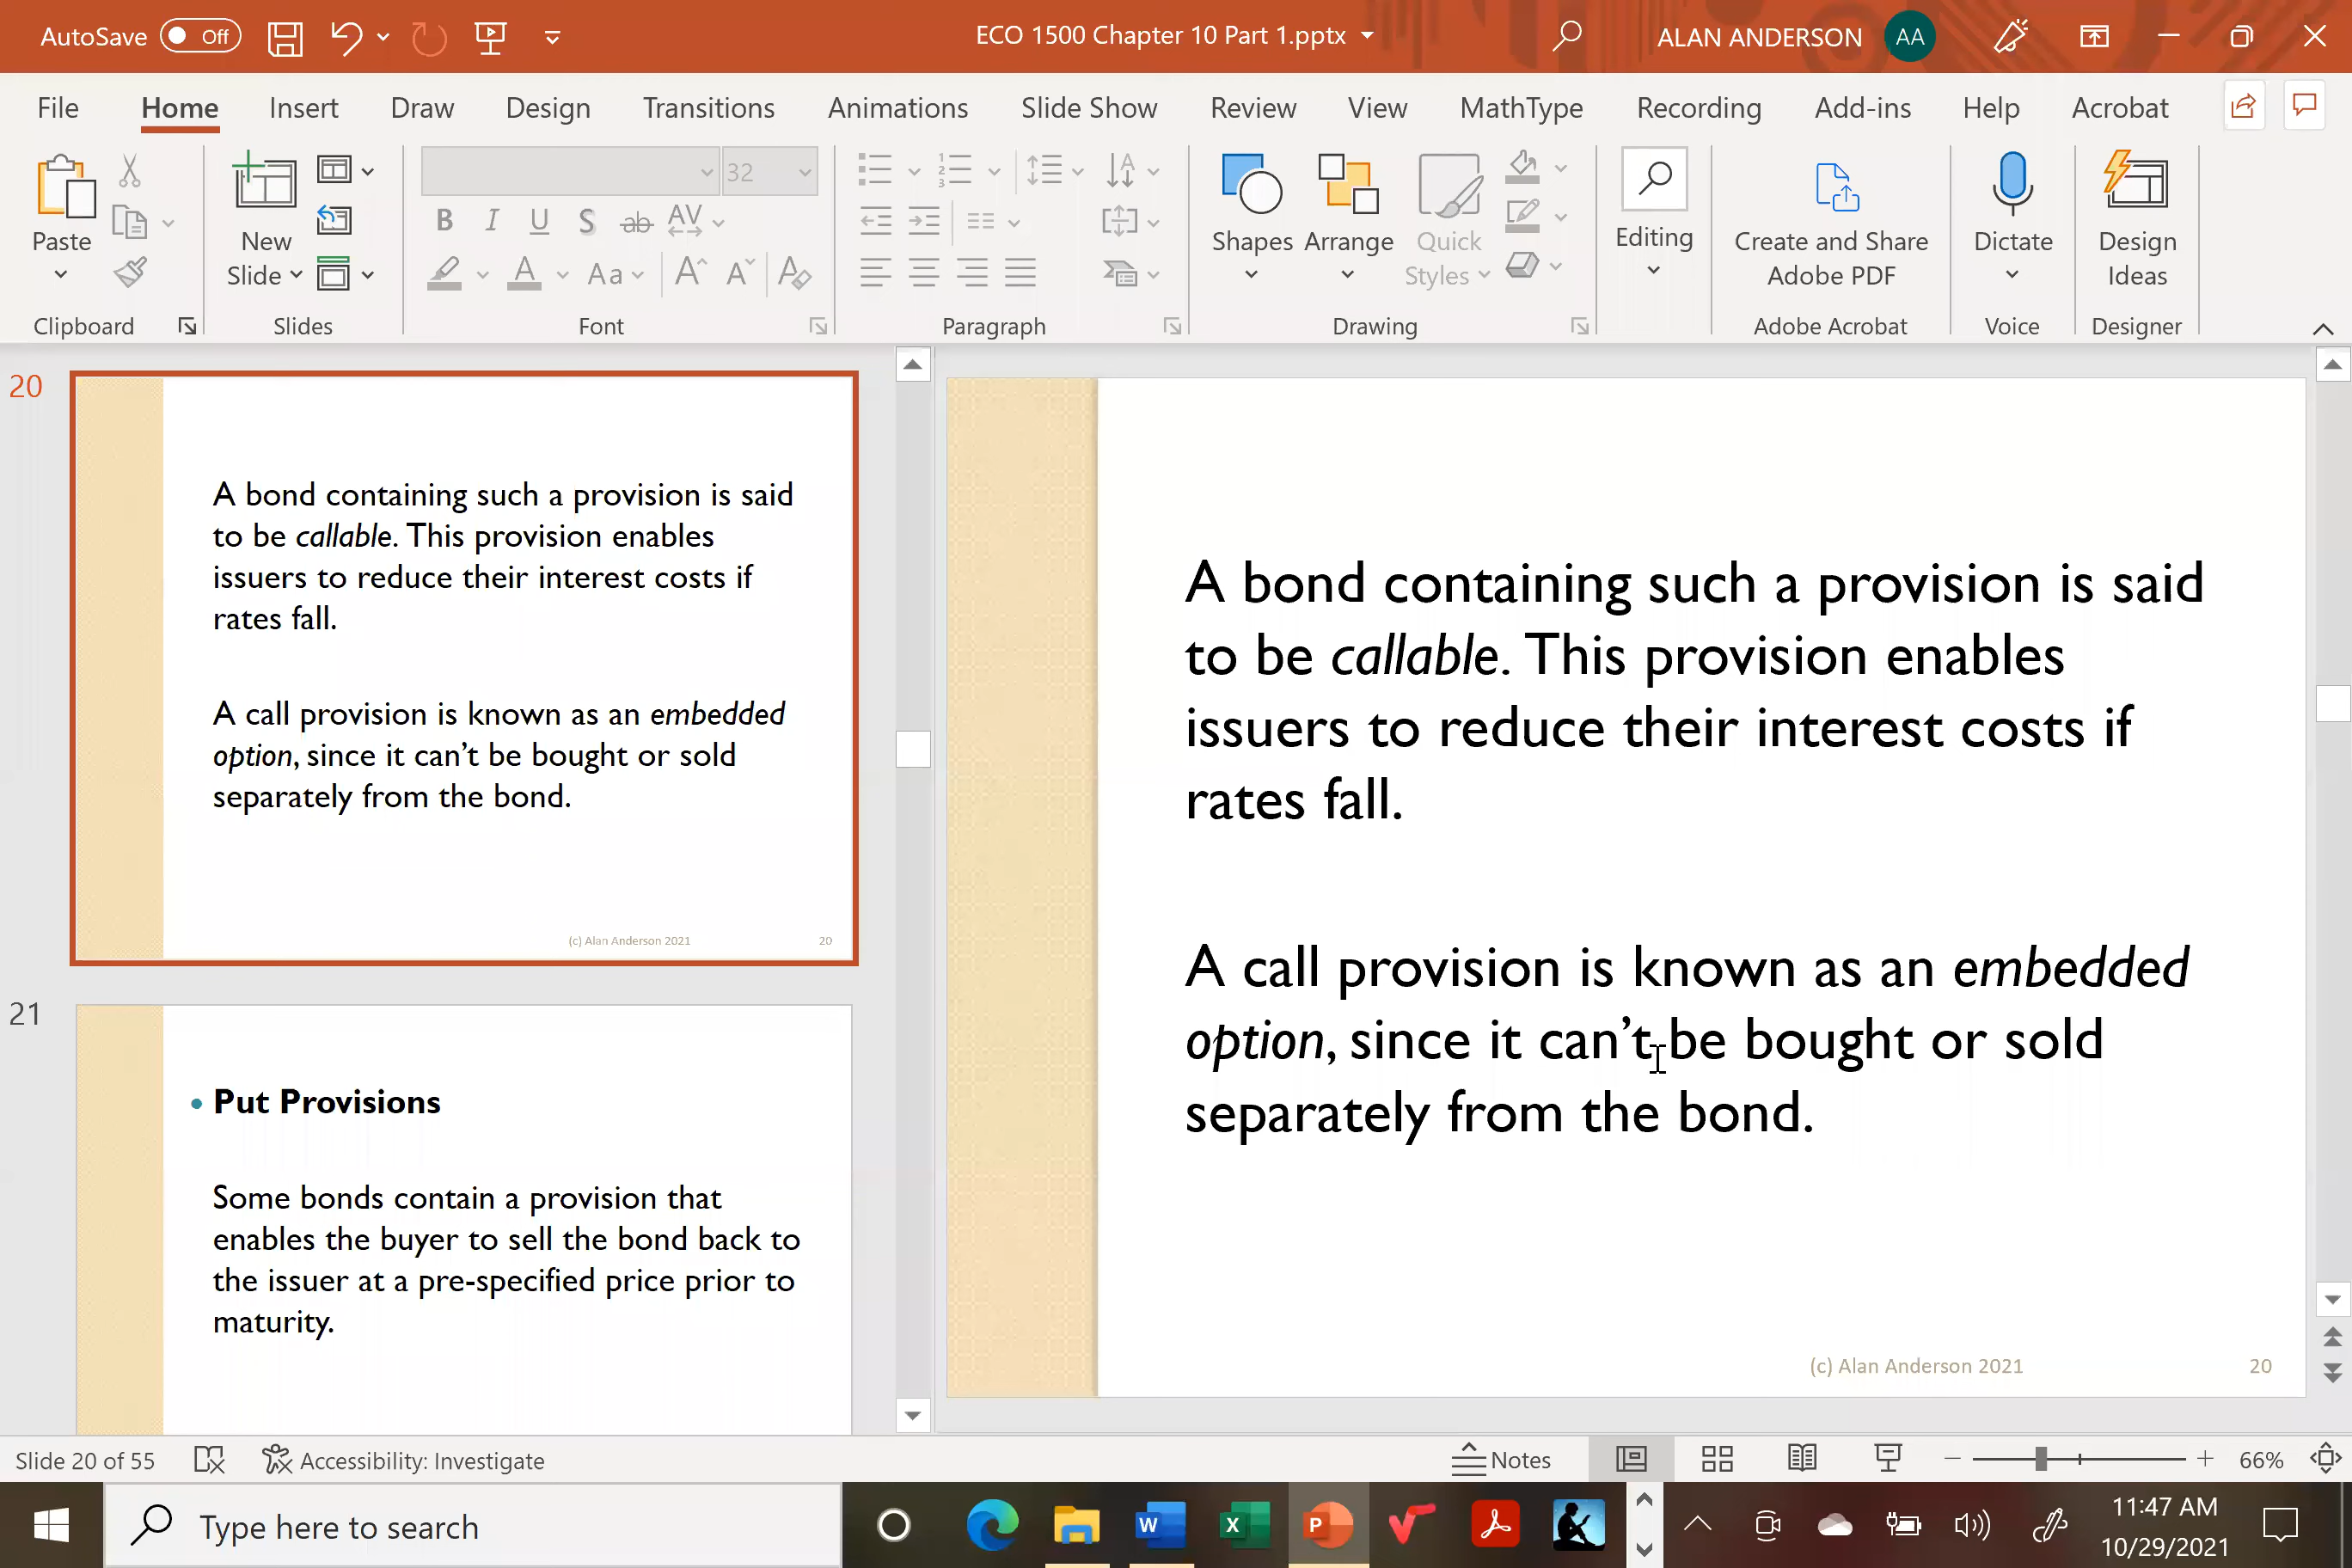 AutoSave Off
ECO 1500 Chapter 10 Part 1.pptx
ALAN ANDERSON AA
File Home Insert Draw Design Transitions Animations Slide Show Review View MathType Recording Add-ins Help Acrobat
Paste
New
Slide
32
B I U S ab AV
A Aa A A A
Shapes Arrange Quick
Styles
Editing
Create and Share
Adobe PDF
Dictate
Design
Ideas
Clipboard Slides Font Paragraph Drawing Adobe Acrobat Voice Designer
20
A bond containing such a provision is said
to be callable. This provision enables
issuers to reduce their interest costs if
rates fall.
A call provision is known as an embedded
option, since it can’t be bought or sold
separately from the bond.
(c) Alan Anderson 2021 20
21
• Put Provisions
Some bonds contain a provision that
enables the buyer to sell the bond back to
the issuer at a pre-specified price prior to
maturity.
A bond containing such a provision is said
to be callable. This provision enables
issuers to reduce their interest costs if
rates fall.
A call provision is known as an embedded
option, since it can’t be bought or sold
separately from the bond.
(c) Alan Anderson 2021 20
Slide 20 of 55 Accessibility: Investigate Notes 66%
Type here to search
11:47 AM
10/29/2021